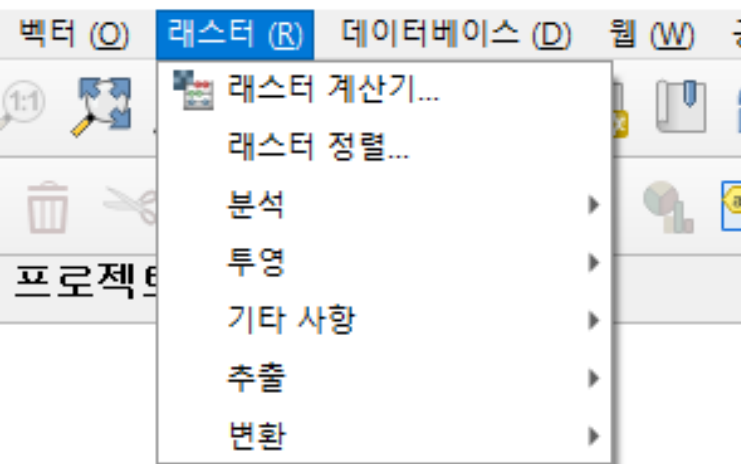 벡터 (O) 래스터 (R) 데이터베이스 (D) 웹 (W)
래스터 계산기...
1:1
래스터 정렬...
분석
투영
프로젝트
기타 사항
추출
변환